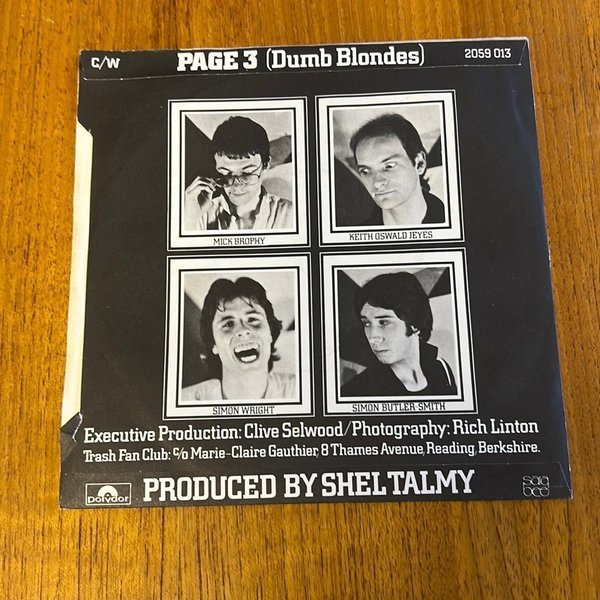 C/W PAGE 3 (Dumb Blondes) 2059 013
MICK BROPHY
KEITH OSWALD JEYES
SIMON WRIGHT
SIMON BUTLER-SMITH
Executive Production: Clive Selwood/Photography: Rich Linton
Trash Fan Club: c/o Marie-Claire Gauthier, 8 Thames Avenue, Reading, Berkshire.
polydor PRODUCED BY SHEL TALMY